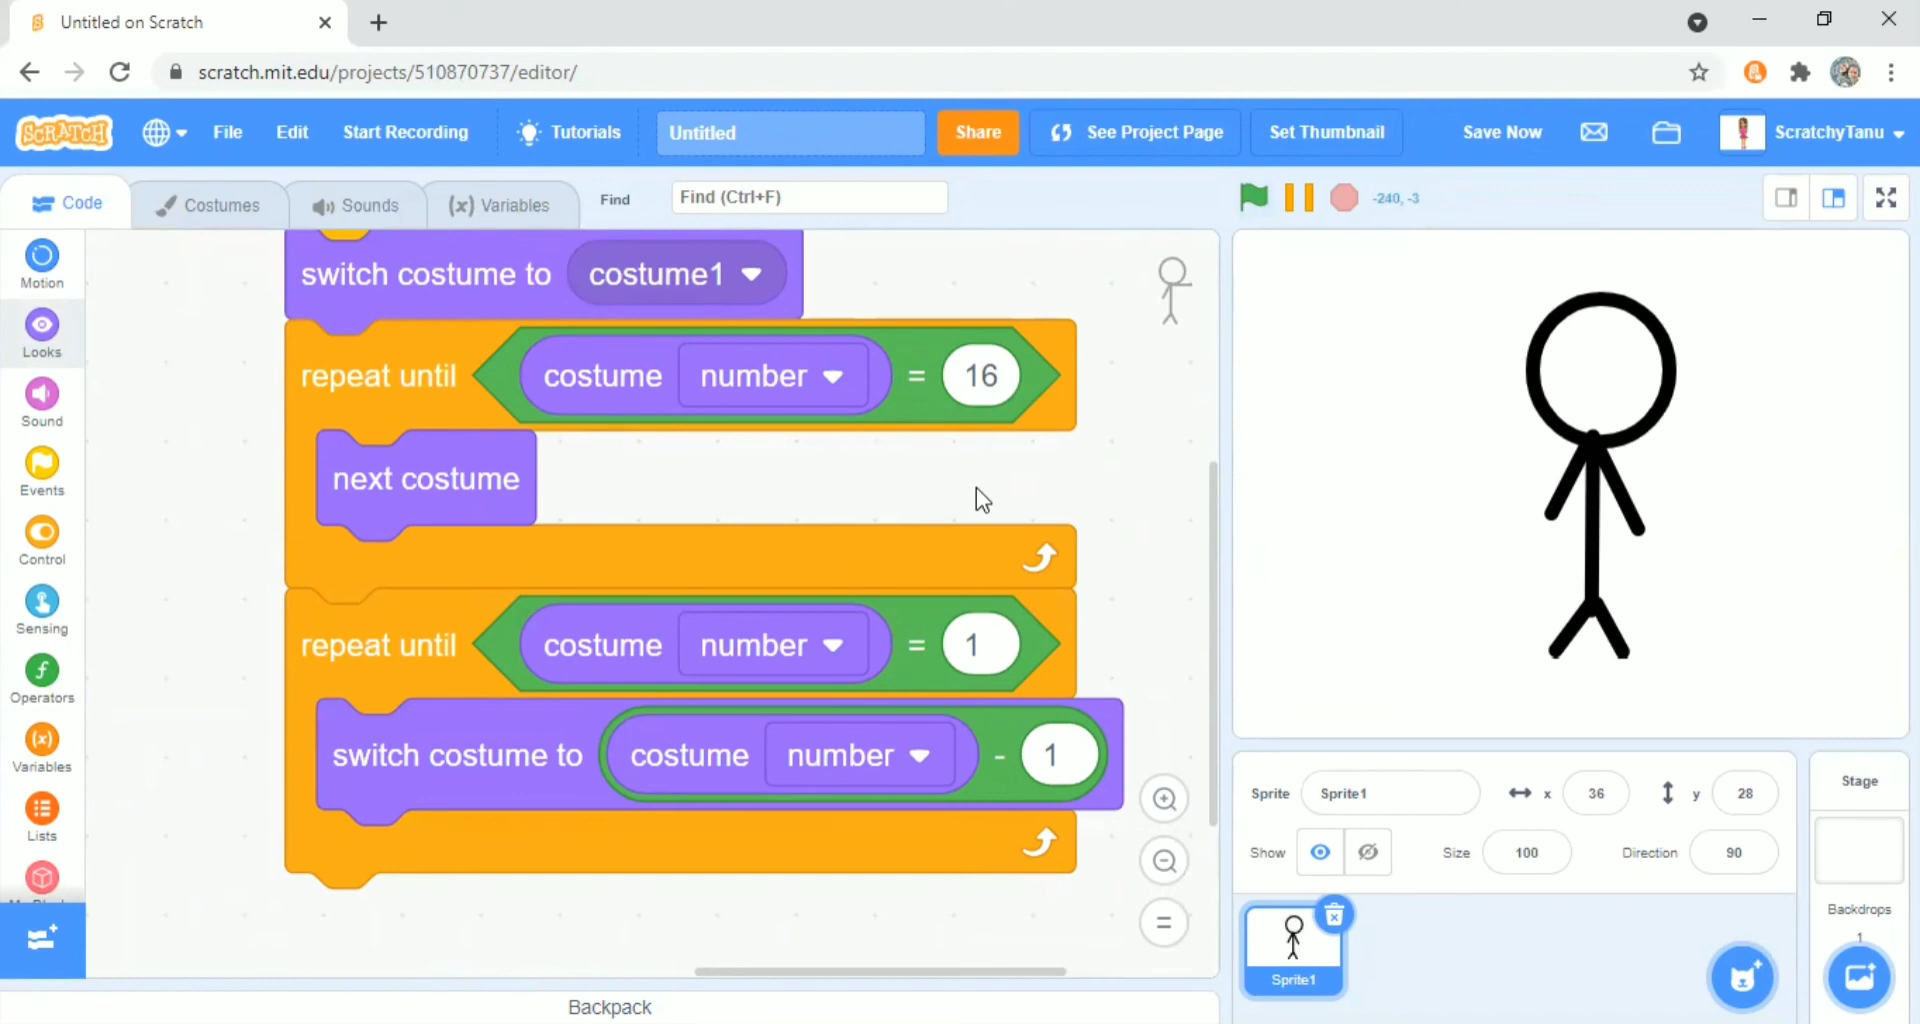 Untitled on Scratch
scratch.mit.edu/projects/510870737/editor/
SCRATCH
File
Edit
Start Recording
Tutorials
Untitled
Share
See Project Page
Set Thumbnail
Save Now
ScratchyTanu
Code
Costumes
Sounds
(x) Variables
Find
Find (Ctrl+F)
-240, -3
Motion
Looks
Sound
Events
Control
Sensing
Operators
Variables
Lists
switch costume to costume1
repeat until costume number = 16
next costume
repeat until costume number = 1
switch costume to costume number - 1
Backpack
Sprite Sprite1 x 36 y 28
Show Size 100 Direction 90
Sprite1
Stage
Backdrops
1